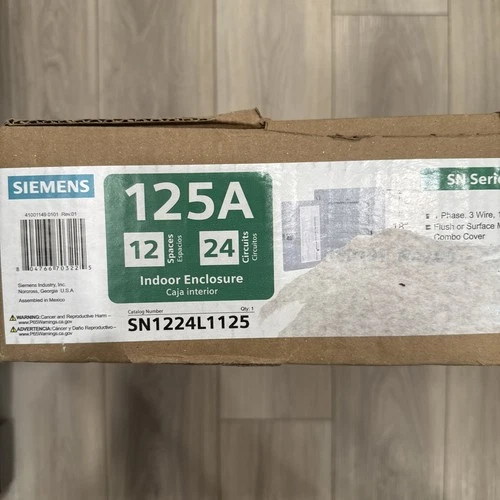 SIEMENS
41001149 0101 Rev.01
Siemens Industry, Inc.
Norcross, Georgia U.S.A
Assembled in Mexico
WARNING: Cancer and Reproductive Harm –
www.P65Warnings.ca.gov
ADVERTENCIA: Cáncer y Daño Reproductivo–
www.P65Warnings.ca.gov
125A
12 Spaces
Espacios
24 Circuits
Circuitos
Indoor Enclosure
Caja interior
Catalog Number
Qty: 1
SN1224L1125
SN Serie
Phase, 3 Wire,
Flush or Surface M
Combo Cover